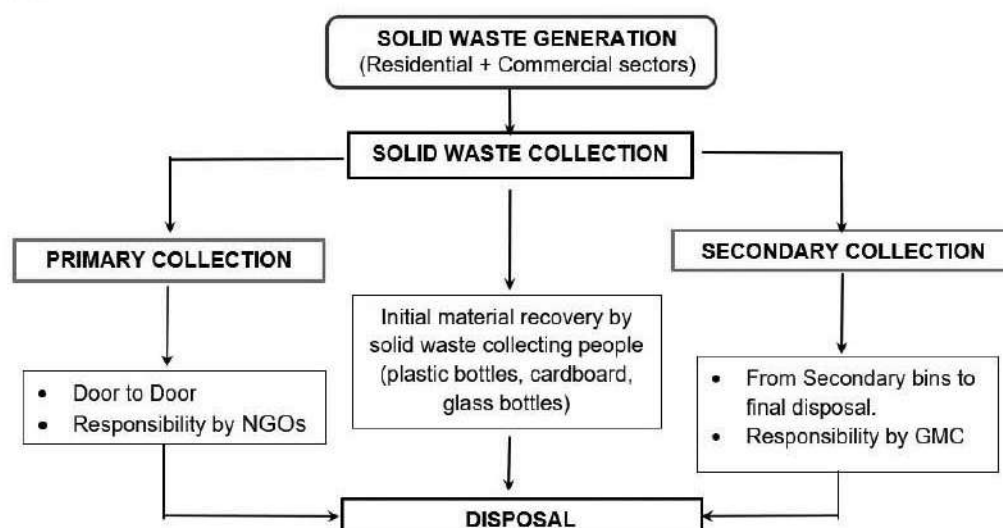 SOLID WASTE GENERATION
(Residential + Commercial sectors)
SOLID WASTE COLLECTION
PRIMARY COLLECTION
SECONDARY COLLECTION
Initial material recovery by
solid waste collecting people
(plastic bottles, cardboard,
glass bottles)
• Door to Door
• Responsibility by NGOs
• From Secondary bins to
final disposal.
• Responsibility by GMC
DISPOSAL